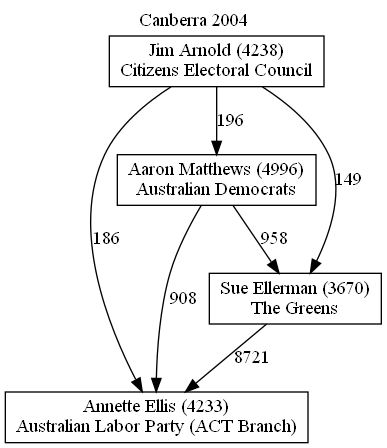 Canberra 2004
Jim Arnold (4238)
Citizens Electoral Council
196
Aaron Matthews (4996)
Australian Democrats
149
186
958
Sue Ellerman (3670)
The Greens
908
8721
Annette Ellis (4233)
Australian Labor Party (ACT Branch)